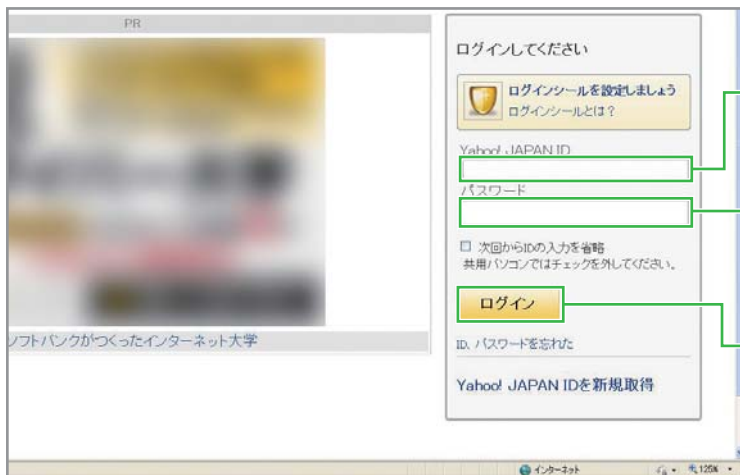 PR
ソフトバンクがつくったインターネット大学
ログインしてください
ログインシールを設定しましょう
ログインシールとは？
Yahoo! JAPAN ID
パスワード
次回からIDの入力を省略
共用パソコンではチェックを外してください。
ログイン
ID、パスワードを忘れた
Yahoo! JAPAN IDを新規取得
インターネット
125%